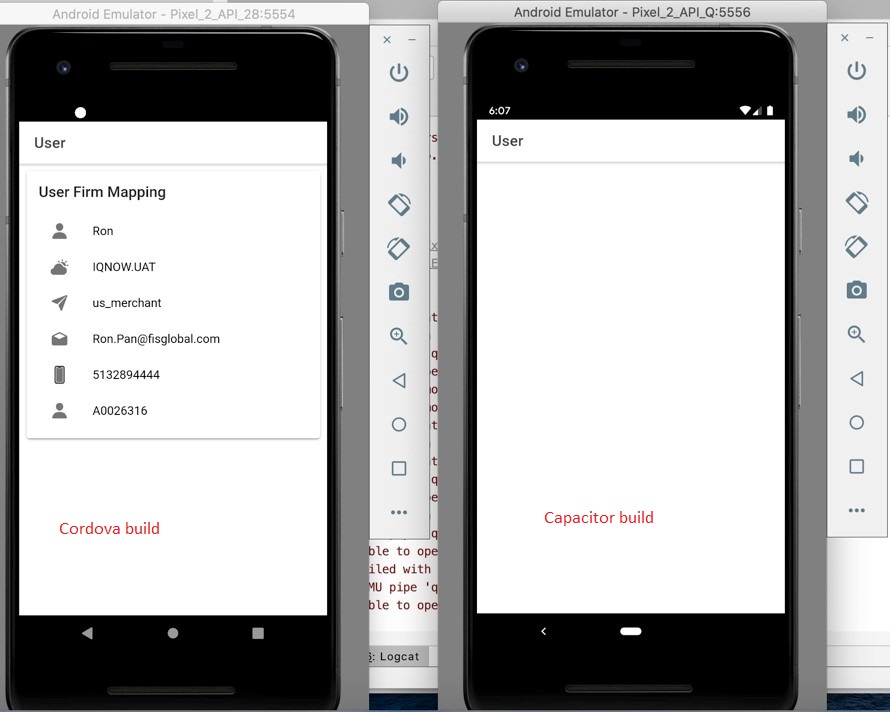 Android Emulator - Pixel_2_API_28:5554
User
User Firm Mapping
Ron
IQNOW.UAT
us_merchant
Ron.Pan@fisglobal.com
5132894444
A0026316
Cordova build
ble to ope
iled with
MU pipe 'q
ble to ope
: Logcat
Android Emulator - Pixel_2_API_Q:5556
6:07
User
Capacitor build